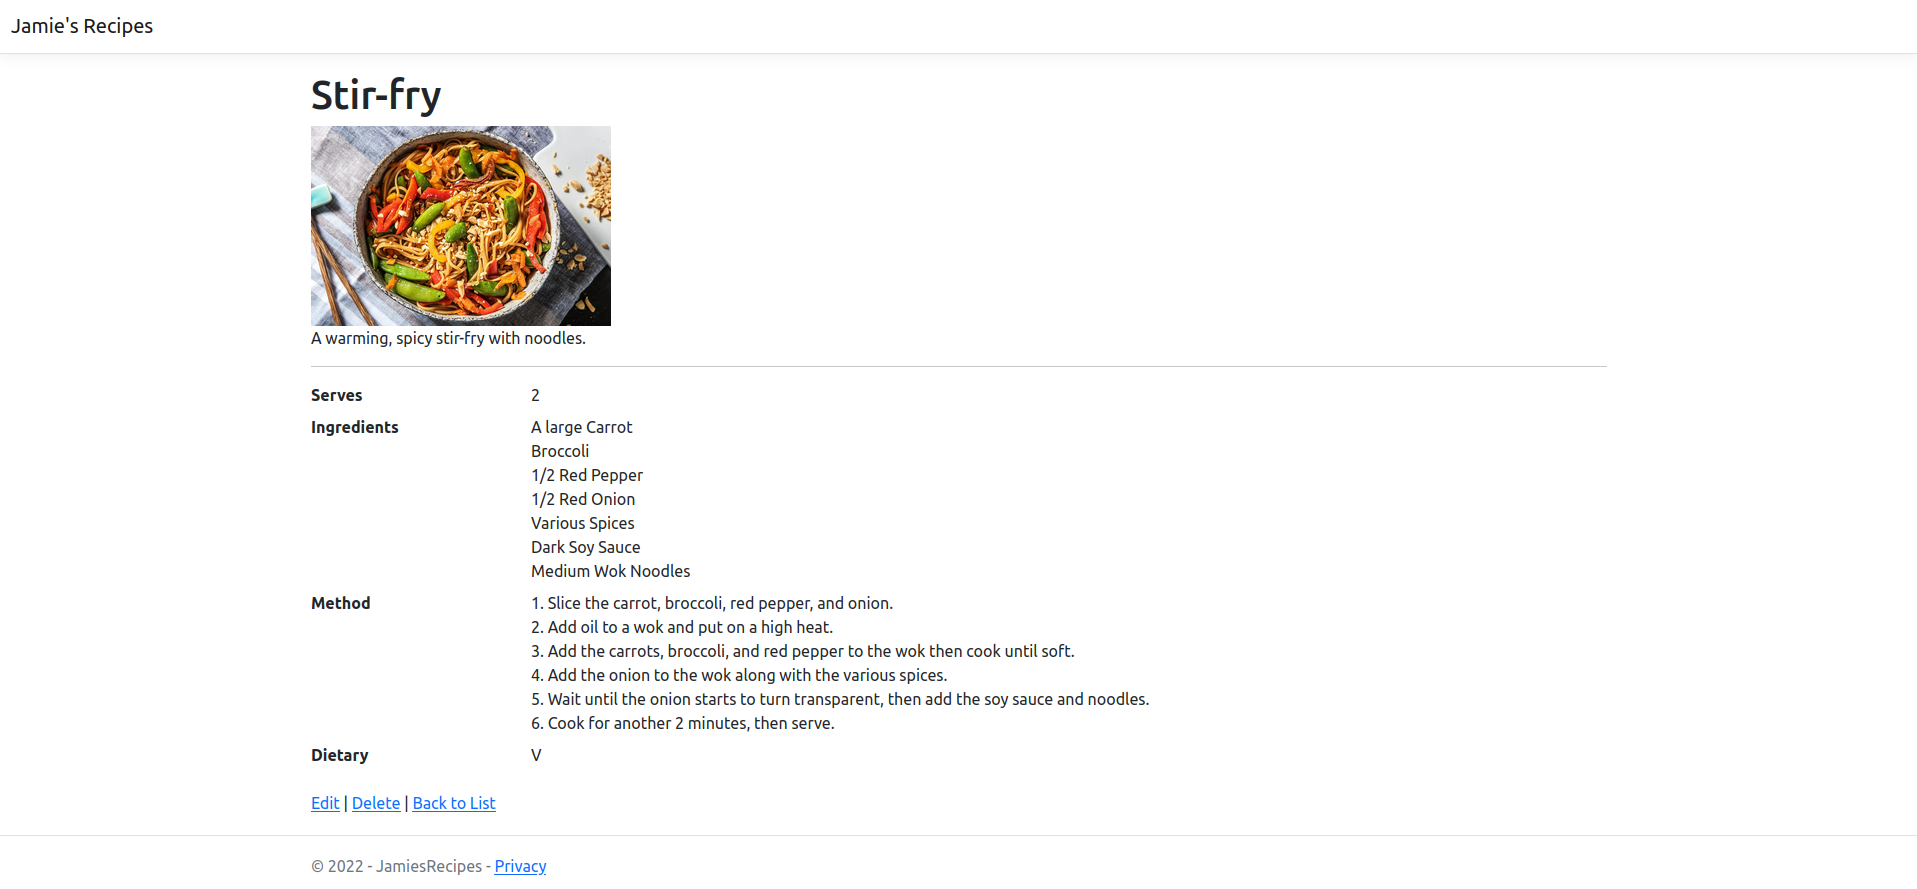 Jamie's Recipes
Stir-fry
A warming, spicy stir-fry with noodles.
Serves 2
Ingredients A large Carrot
Broccoli
1/2 Red Pepper
1/2 Red Onion
Various Spices
Dark Soy Sauce
Medium Wok Noodles
Method 1. Slice the carrot, broccoli, red pepper, and onion.
2. Add oil to a wok and put on a high heat.
3. Add the carrots, broccoli, and red pepper to the wok then cook until soft.
4. Add the onion to the wok along with the various spices.
5. Wait until the onion starts to turn transparent, then add the soy sauce and noodles.
6. Cook for another 2 minutes, then serve.
Dietary V
Edit | Delete | Back to List
© 2022 - JamiesRecipes - Privacy